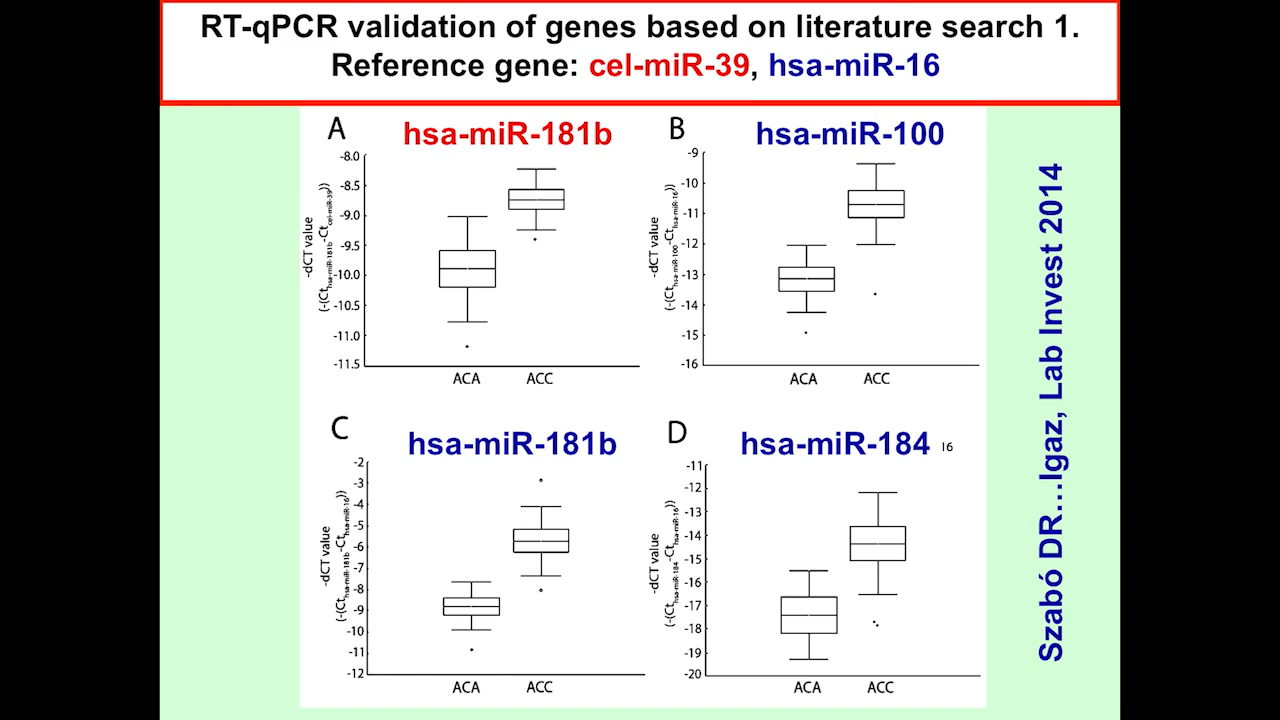 RT-qPCR validation of genes based on literature search 1.
Reference gene: cel-miR-39, hsa-miR-16
A
hsa-miR-181b
-dCT value
(-(Ct hsa-miR-181b-Ct cel-miR-39))
-8.0
-8.5
-9.0
-9.5
-10.0
-10.5
-11.0
-11.5
ACA ACC
B
hsa-miR-100
-dCT value
(-(Ct hsa-miR-100-Ct hsa-miR-16))
-9
-10
-11
-12
-13
-14
-15
-16
ACA ACC
C
hsa-miR-181b
-dCT value
(-(Ct hsa-miR-181b-Ct hsa-miR-16))
-2
-3
-4
-5
-6
-7
-8
-9
-10
-11
-12
ACA ACC
D
hsa-miR-184 16
-dCT value
(-(Ct hsa-miR-184-Ct hsa-miR-16))
-11
-12
-13
-14
-15
-16
-17
-18
-19
-20
ACA ACC
Szabó DR…Igaz, Lab Invest 2014